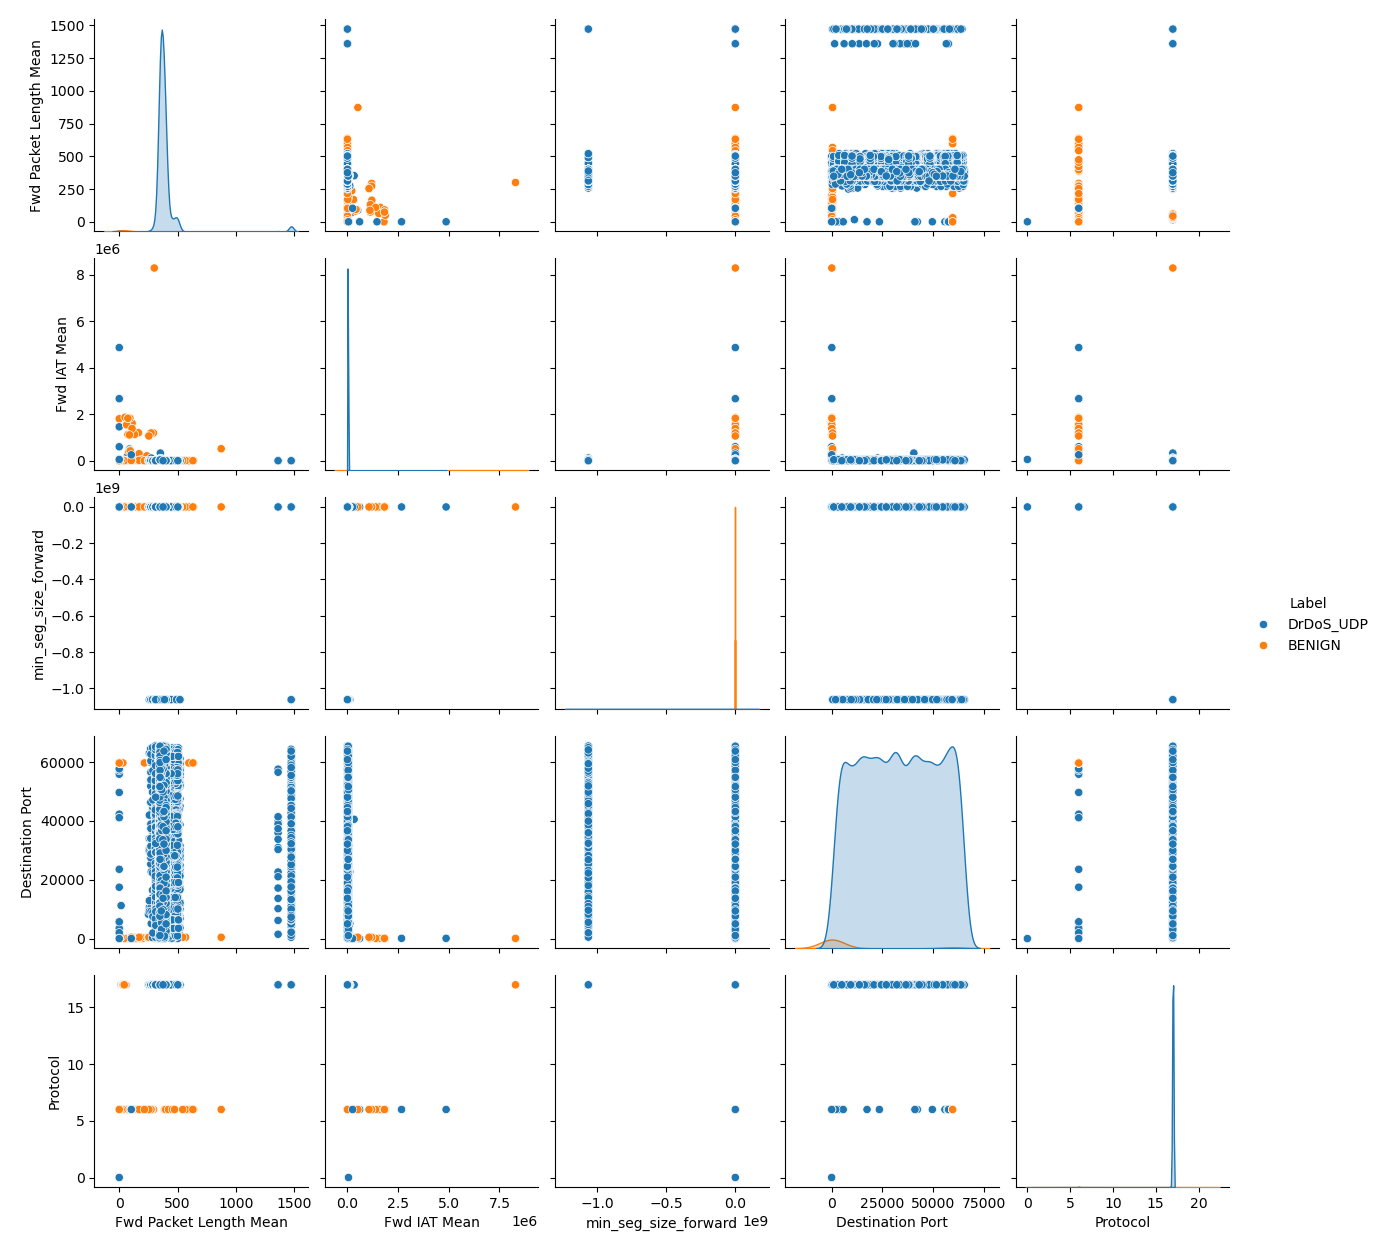 1500
1250
1000
750
500
250
0
Fwd Packet Length Mean
1e6
8
6
4
2
0
Fwd IAT Mean
1e9
0.0
−0.2
−0.4
−0.6
−0.8
−1.0
min_seg_size_forward
Label
DrDoS_UDP
BENIGN
60000
40000
20000
0
Destination Port
15
10
5
0
Protocol
0 500 1000 1500
Fwd Packet Length Mean
0.0 2.5 5.0 7.5
Fwd IAT Mean 1e6
−1.0 −0.5 0.0
min_seg_size_forward 1e9
0 25000 50000 75000
Destination Port
0 5 10 15 20
Protocol